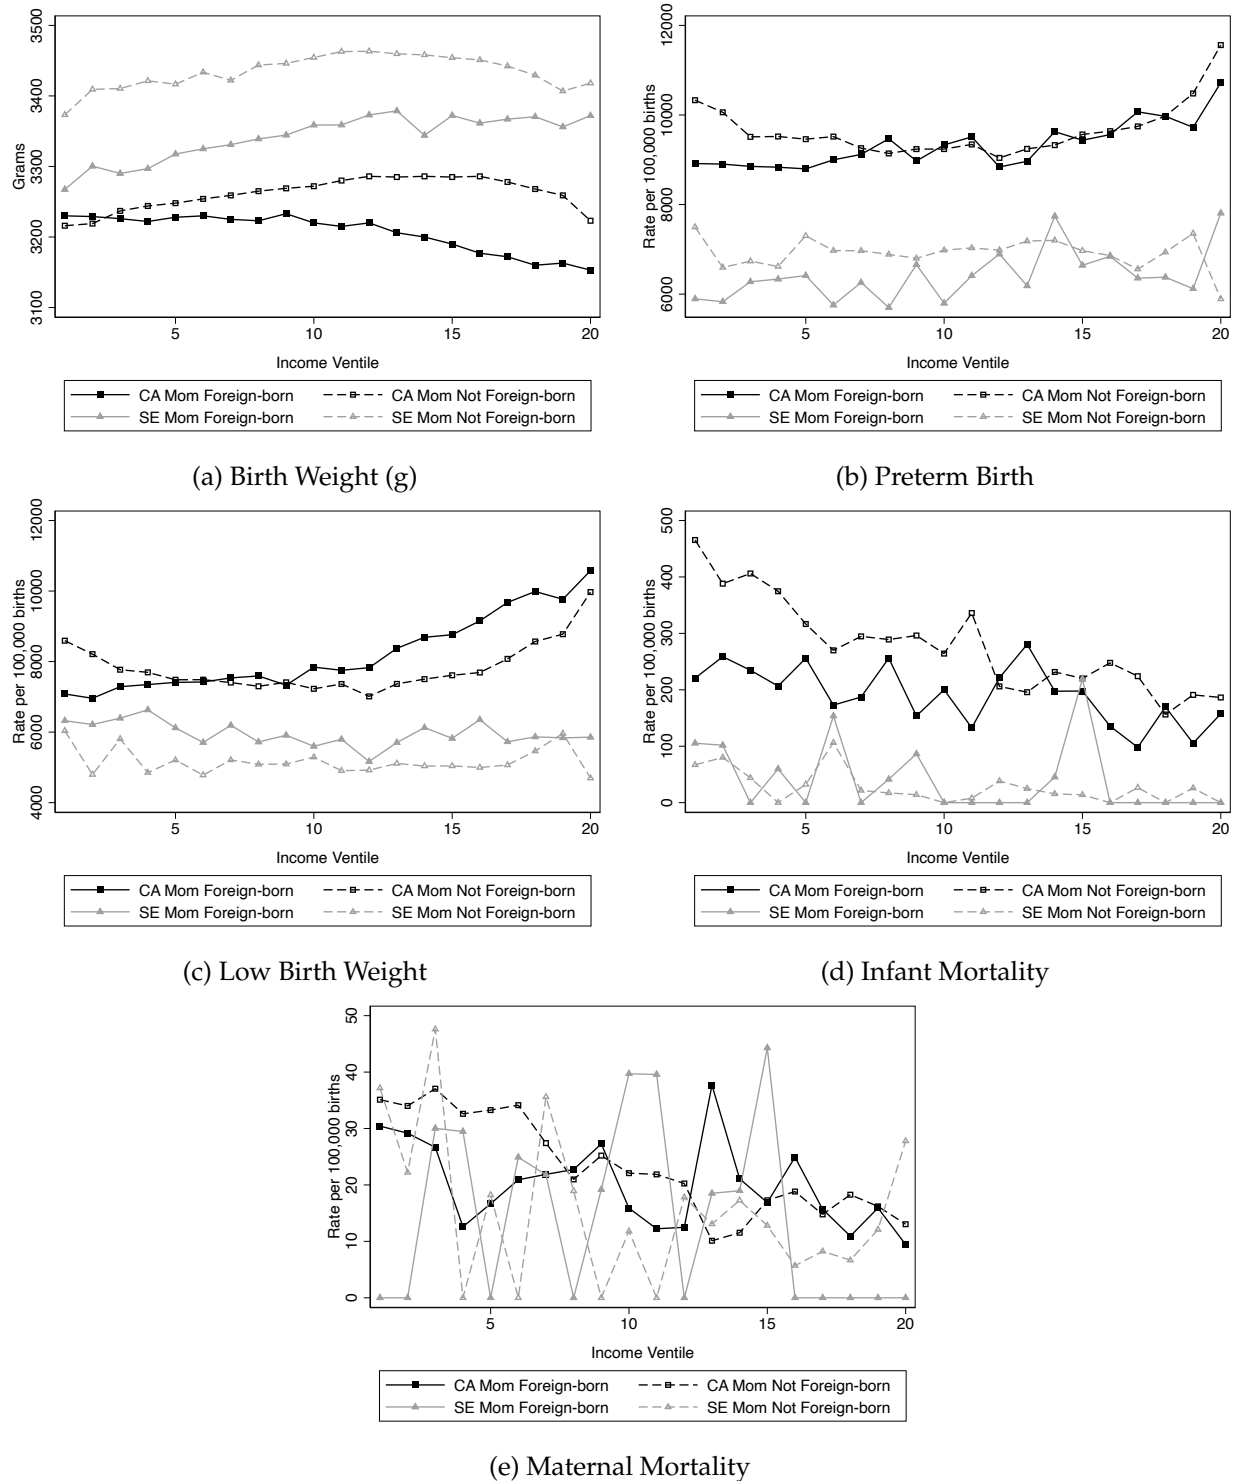 3500
3400
3300
3200
3100
Grams
5 10 15 20
Income Ventile
CA Mom Foreign-born CA Mom Not Foreign-born
SE Mom Foreign-born SE Mom Not Foreign-born
(a) Birth Weight (g)
12000
10000
8000
6000
Rate per 100,000 births
5 10 15 20
Income Ventile
CA Mom Foreign-born CA Mom Not Foreign-born
SE Mom Foreign-born SE Mom Not Foreign-born
(b) Preterm Birth
12000
10000
8000
6000
4000
Rate per 100,000 births
5 10 15 20
Income Ventile
CA Mom Foreign-born CA Mom Not Foreign-born
SE Mom Foreign-born SE Mom Not Foreign-born
(c) Low Birth Weight
500
400
300
200
100
0
Rate per 100,000 births
5 10 15 20
Income Ventile
CA Mom Foreign-born CA Mom Not Foreign-born
SE Mom Foreign-born SE Mom Not Foreign-born
(d) Infant Mortality
50
40
30
20
10
0
Rate per 100,000 births
5 10 15 20
Income Ventile
CA Mom Foreign-born CA Mom Not Foreign-born
SE Mom Foreign-born SE Mom Not Foreign-born
(e) Maternal Mortality